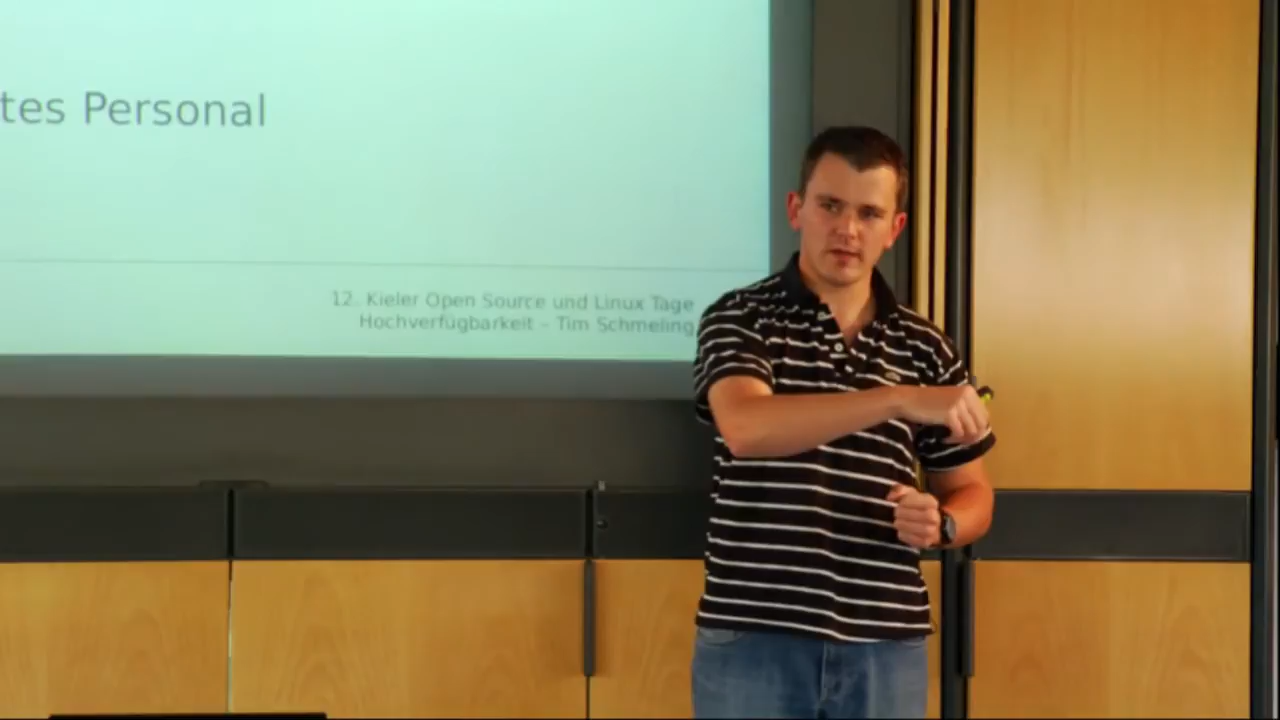 tes Personal
12. Kieler Open Source und Linux Tage
Hochverfügbarkeit - Tim Schmeling